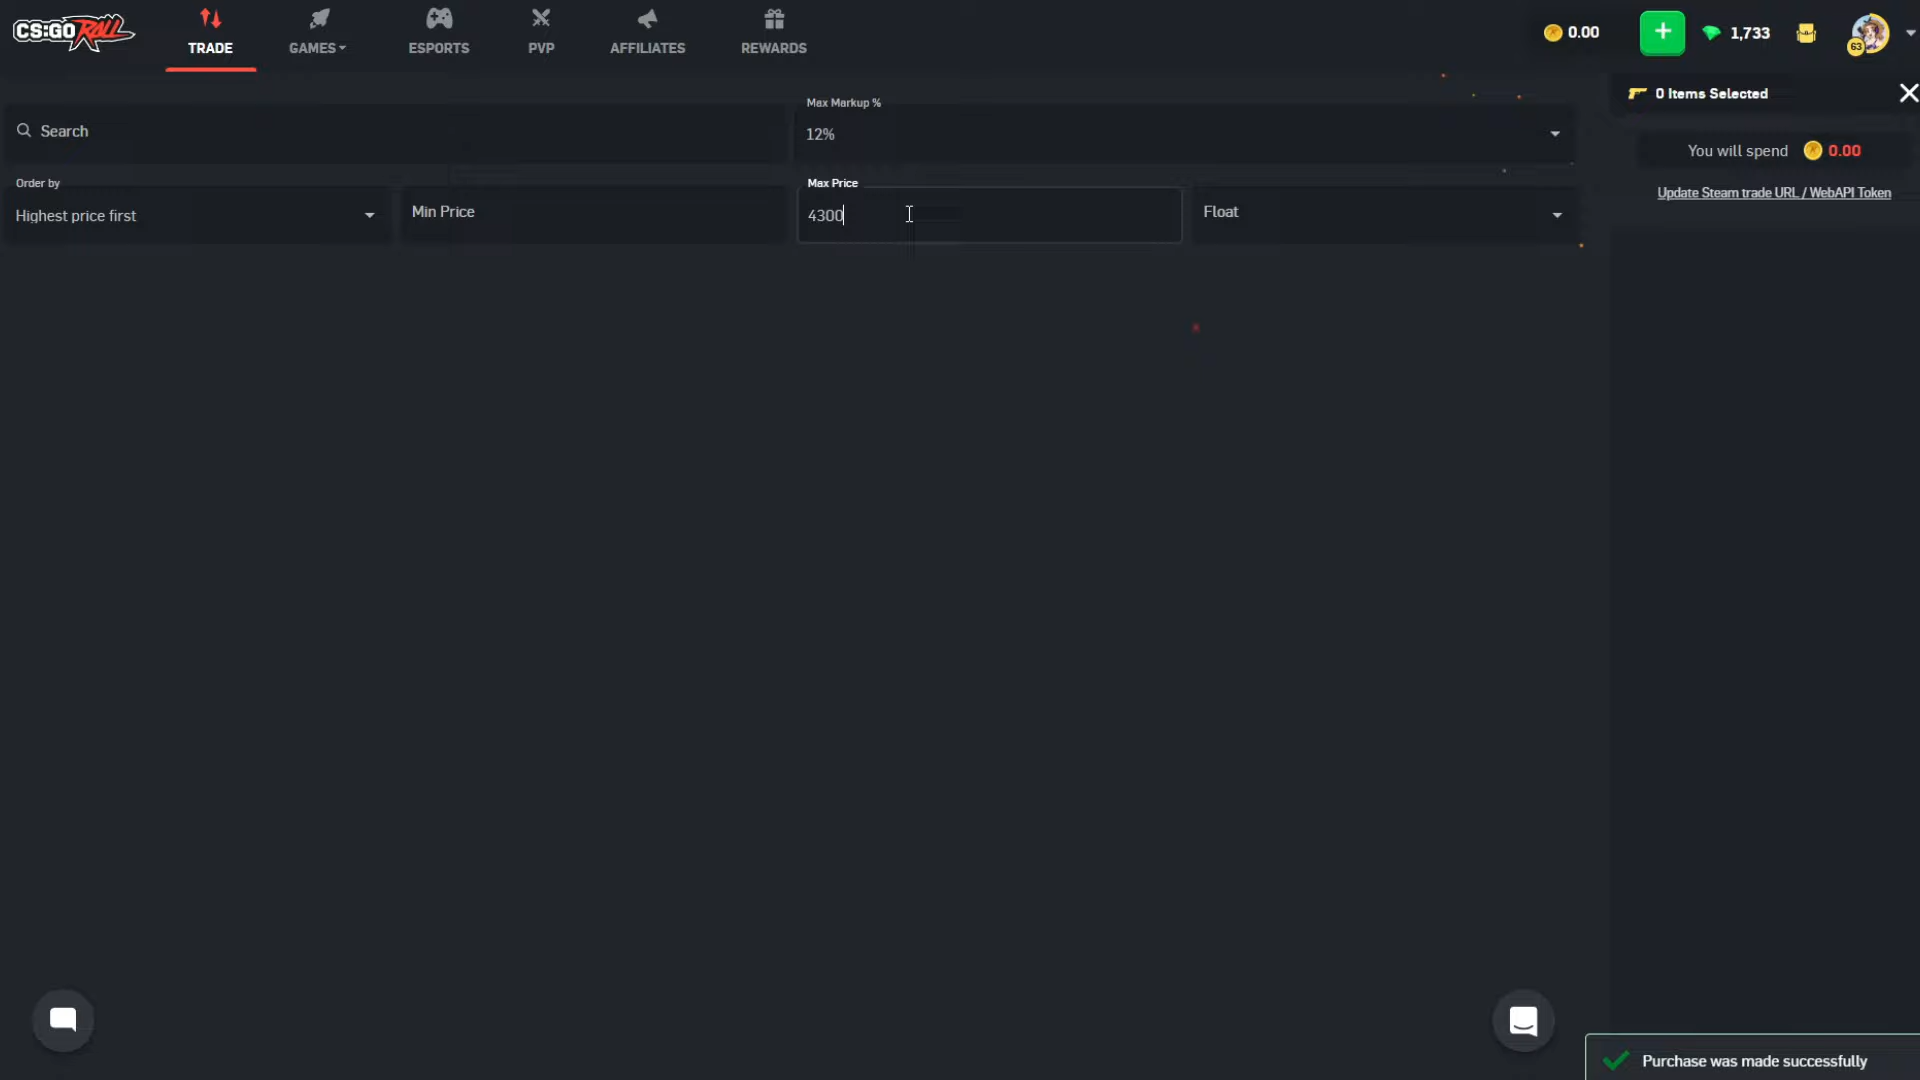 CS:GO ROLL
TRADE
GAMES
ESPORTS
PVP
AFFILIATES
REWARDS
0.00
+
1,733
63
Search
Max Markup %
12%
Order by
Highest price first
Min Price
Max Price
4300
Float
0 Items Selected
You will spend 0.00
Update Steam trade URL / WebAPI Token
Purchase was made successfully